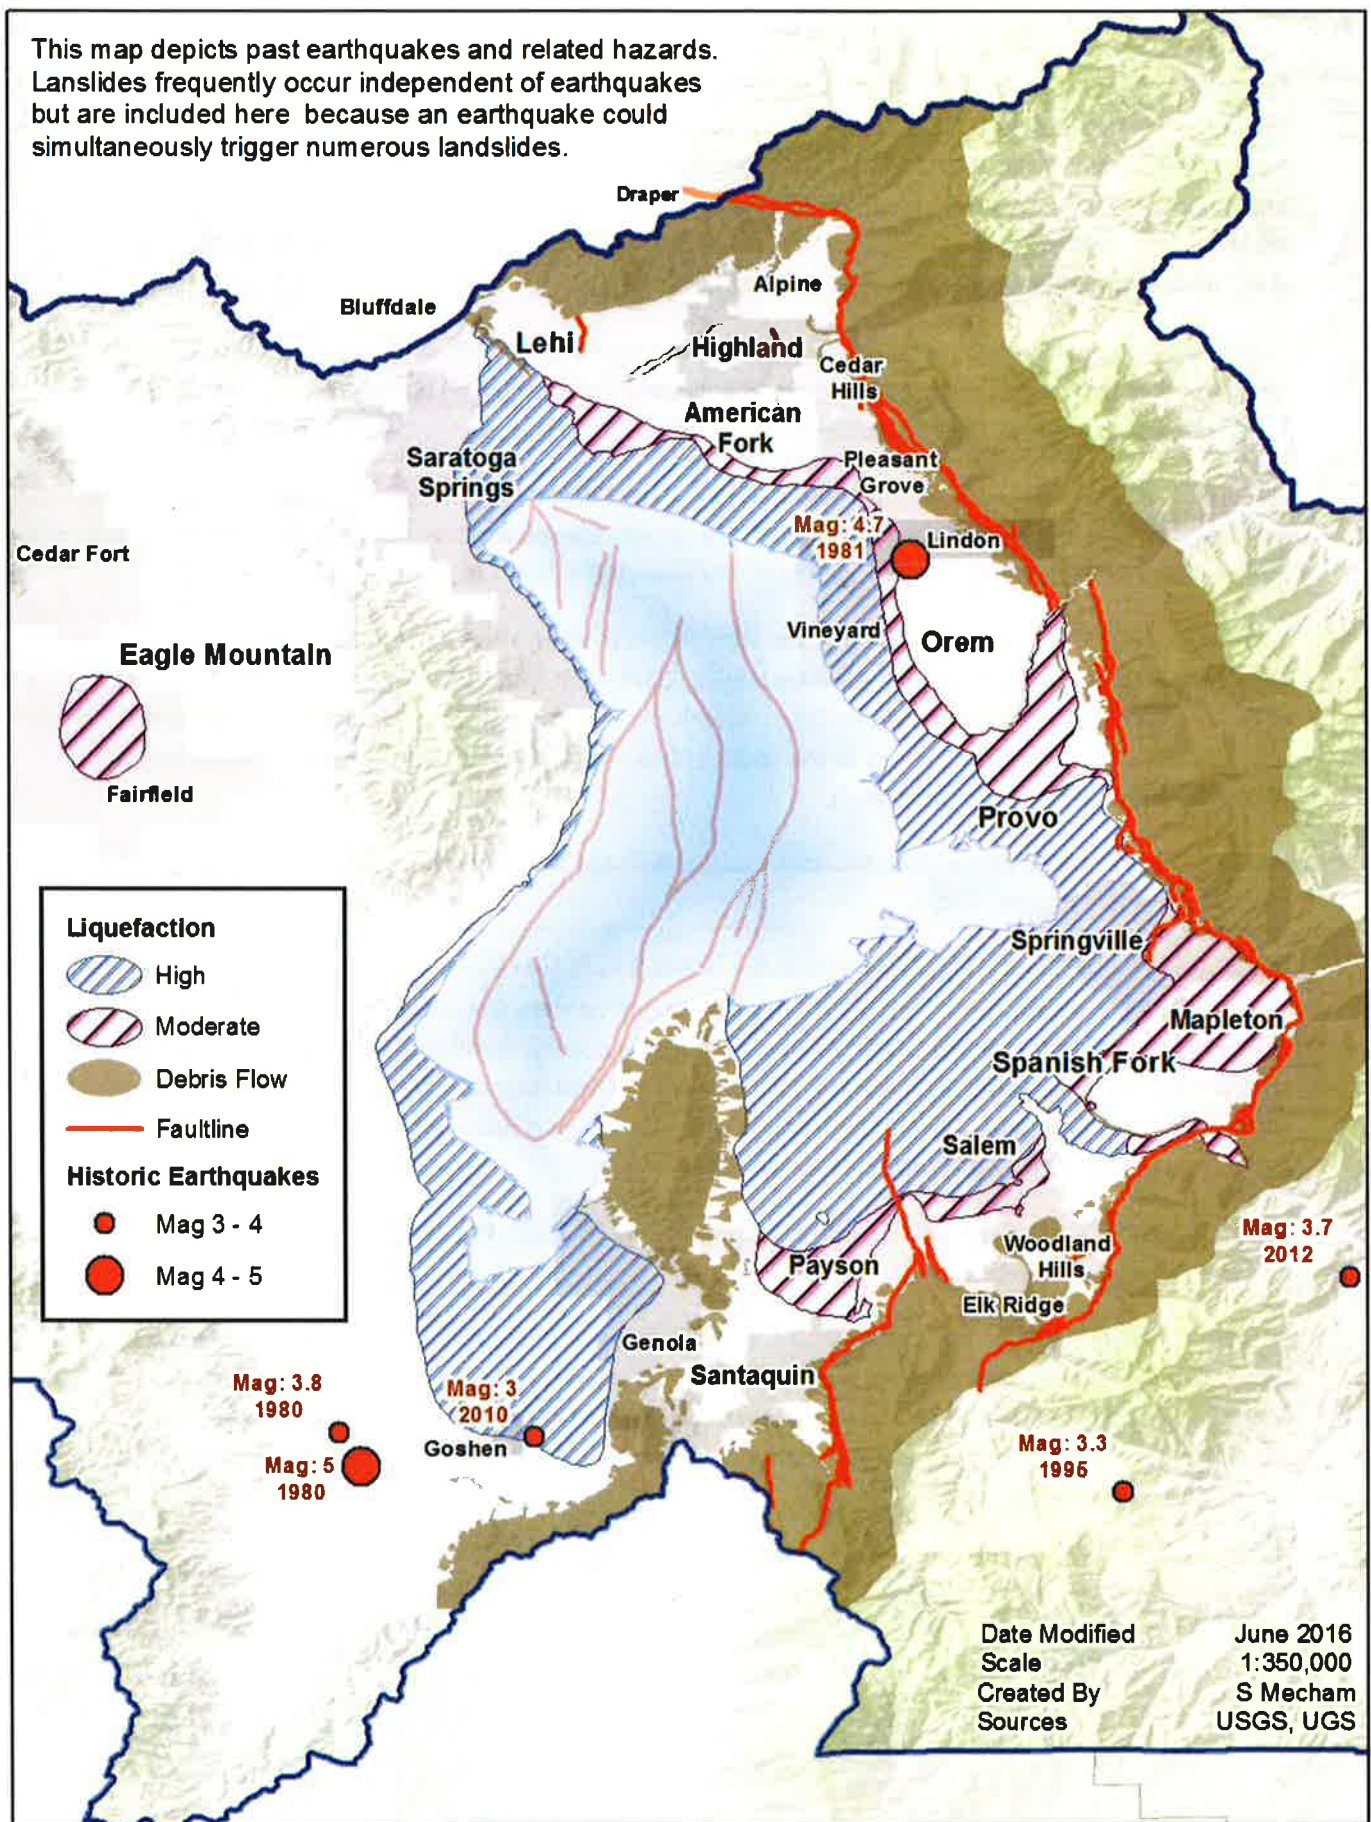 This map depicts past earthquakes and related hazards.
Lanslides frequently occur independent of earthquakes
but are included here because an earthquake could
simultaneously trigger numerous landslides.
Draper
Alpine
Bluffdale
Lehi
Highland
Cedar
Hills
American
Fork
Saratoga
Springs
Pleasant
Grove
Mag: 4.7
1981
Lindon
Cedar Fort
Vineyard
Orem
Eagle Mountain
Fairfield
Provo
Liquefaction
High
Moderate
Debris Flow
Faultline
Historic Earthquakes
Mag 3 - 4
Mag 4 - 5
Springville
Mapleton
Spanish Fork
Salem
Mag: 3.7
2012
Woodland
Hills
Payson
Elk Ridge
Genola
Santaquin
Mag: 3.8
1980
Mag: 3
2010
Goshen
Mag: 5
1980
Mag: 3.3
1995
Date Modified June 2016
Scale 1:350,000
Created By S Mecham
Sources USGS, UGS